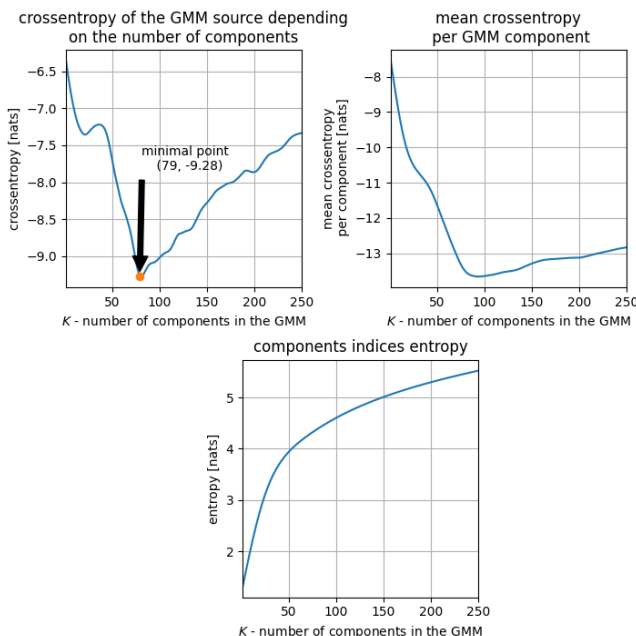 crossentropy of the GMM source depending
on the number of components
crossentropy [nats]
−6.5
−7.0
−7.5
−8.0
−8.5
−9.0
minimal point
(79, -9.28)
50
100
150
200
250
K - number of components in the GMM
mean crossentropy
per GMM component
mean crossentropy
per component [nats]
−8
−9
−10
−11
−12
−13
50
100
150
200
250
K - number of components in the GMM
components indices entropy
entropy [nats]
5
4
3
2
50
100
150
200
250
K - number of components in the GMM